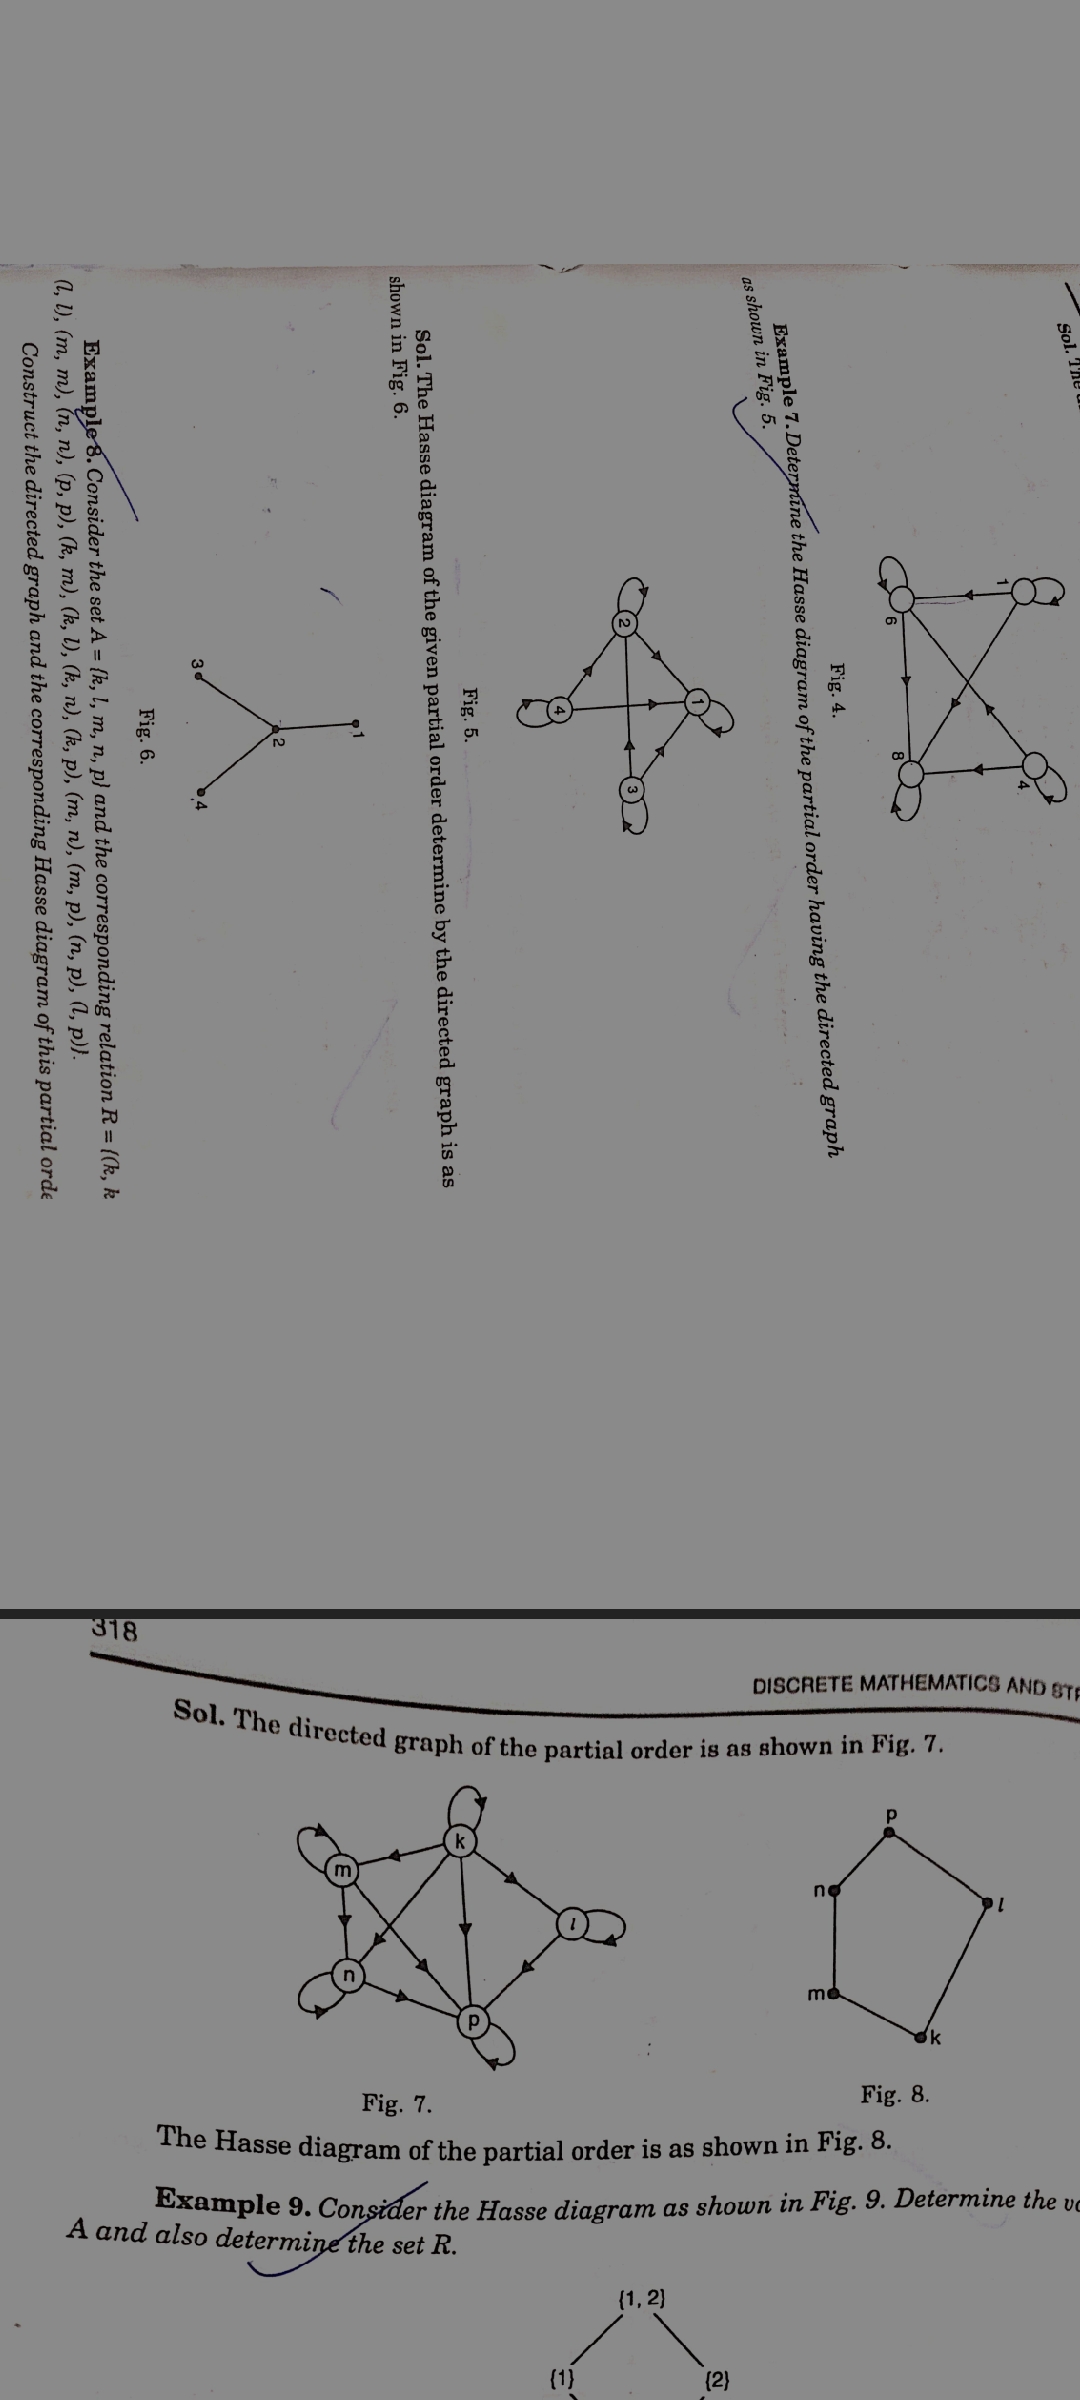 Sol. The
1
4
6
8
Fig. 4.
Example 7. Determine the Hasse diagram of the partial order having the directed graph
as shown in Fig. 5.
1
2
3
4
Fig. 5.
Sol. The Hasse diagram of the given partial order determine by the directed graph is as
shown in Fig. 6.
1
2
3
4
Fig. 6.
Example 8. Consider the set A = {k, l, m, n, p} and the corresponding relation R = {(k, k
(l, l), (m, m), (n, n), (p, p), (k, m), (k, l), (k, n), (k, p), (m, n), (m, p), (n, p), (l, p)}.
Construct the directed graph and the corresponding Hasse diagram of this partial orde
318
DISCRETE MATHEMATICS AND STR
Sol. The directed graph of the partial order is as shown in Fig. 7.
k
m
l
n
p
p
n
l
m
k
Fig. 7.
Fig. 8.
The Hasse diagram of the partial order is as shown in Fig. 8.
Example 9. Consider the Hasse diagram as shown in Fig. 9. Determine the
A and also determine the set R.
{1, 2}
{1}
{2}